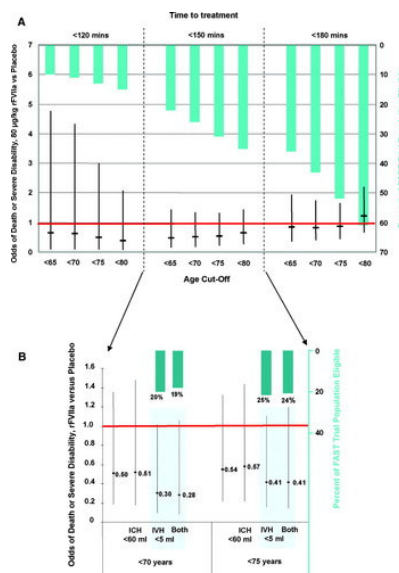 A
Time to treatment
<120 mins
<150 mins
<180 mins
Odds of Death or Severe Disability, 80 µg/kg rFVIIa vs Placebo
7
6
5
4
3
2
1
0
0
10
20
30
40
50
60
70
<65 <70 <75 <80 <65 <70 <75 <80 <65 <70 <75 <80
Age Cut-Off
B
Odds of Death or Severe Disability, rFVIIa versus Placebo
1.6
1.4
1.2
1.0
0.8
0.6
0.4
0.2
0
20% 19% 25% 24%
0.50 0.51 0.30 0.28 0.54 0.57 0.41 0.41
0
20
40
Percent of FAST Trial Population Eligible
ICH IVH Both ICH IVH Both
<60 ml <5 ml <60 ml <5 ml
<70 years <75 years